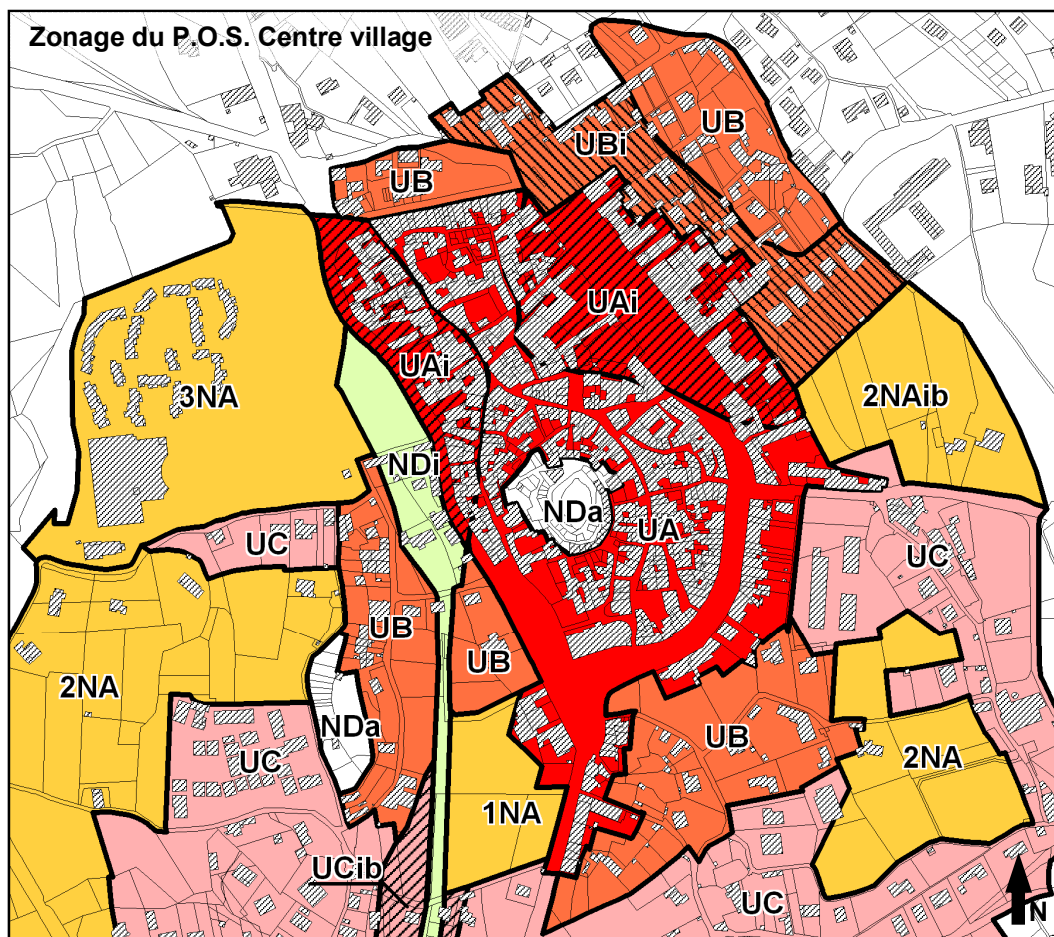 Zonage du P.O.S. Centre village
UB
UBi
UB
UAi
UAi
3NA
2NAib
NDi
NDa
UA
UC
UC
UB
UB
2NA
NDa
UC
UB
2NA
1NA
UCib
UC
N